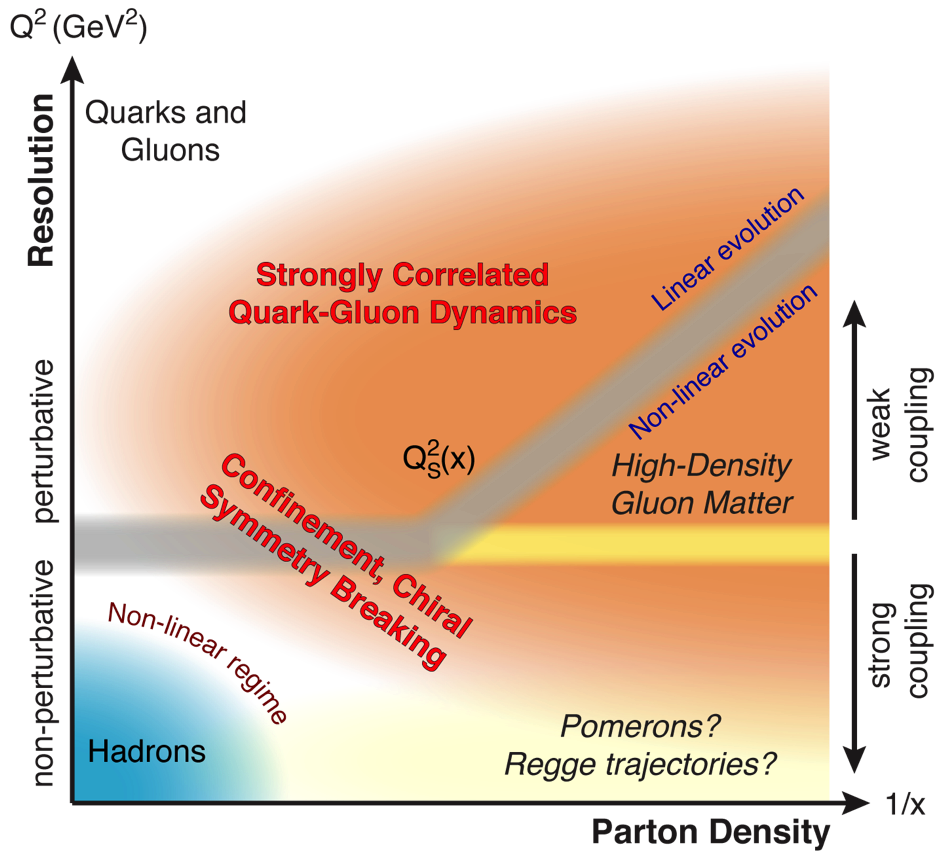 Q²(GeV²)
Resolution
Quarks and
Gluons
Strongly Correlated
Quark-Gluon Dynamics
Linear evolution
Non-linear evolution
perturbative
Q²S(x)
High-Density
Gluon Matter
weak
coupling
Confinement, Chiral
Symmetry Breaking
non-perturbative
Non-linear regime
strong
coupling
Hadrons
Pomerons?
Regge trajectories?
1/x
Parton Density